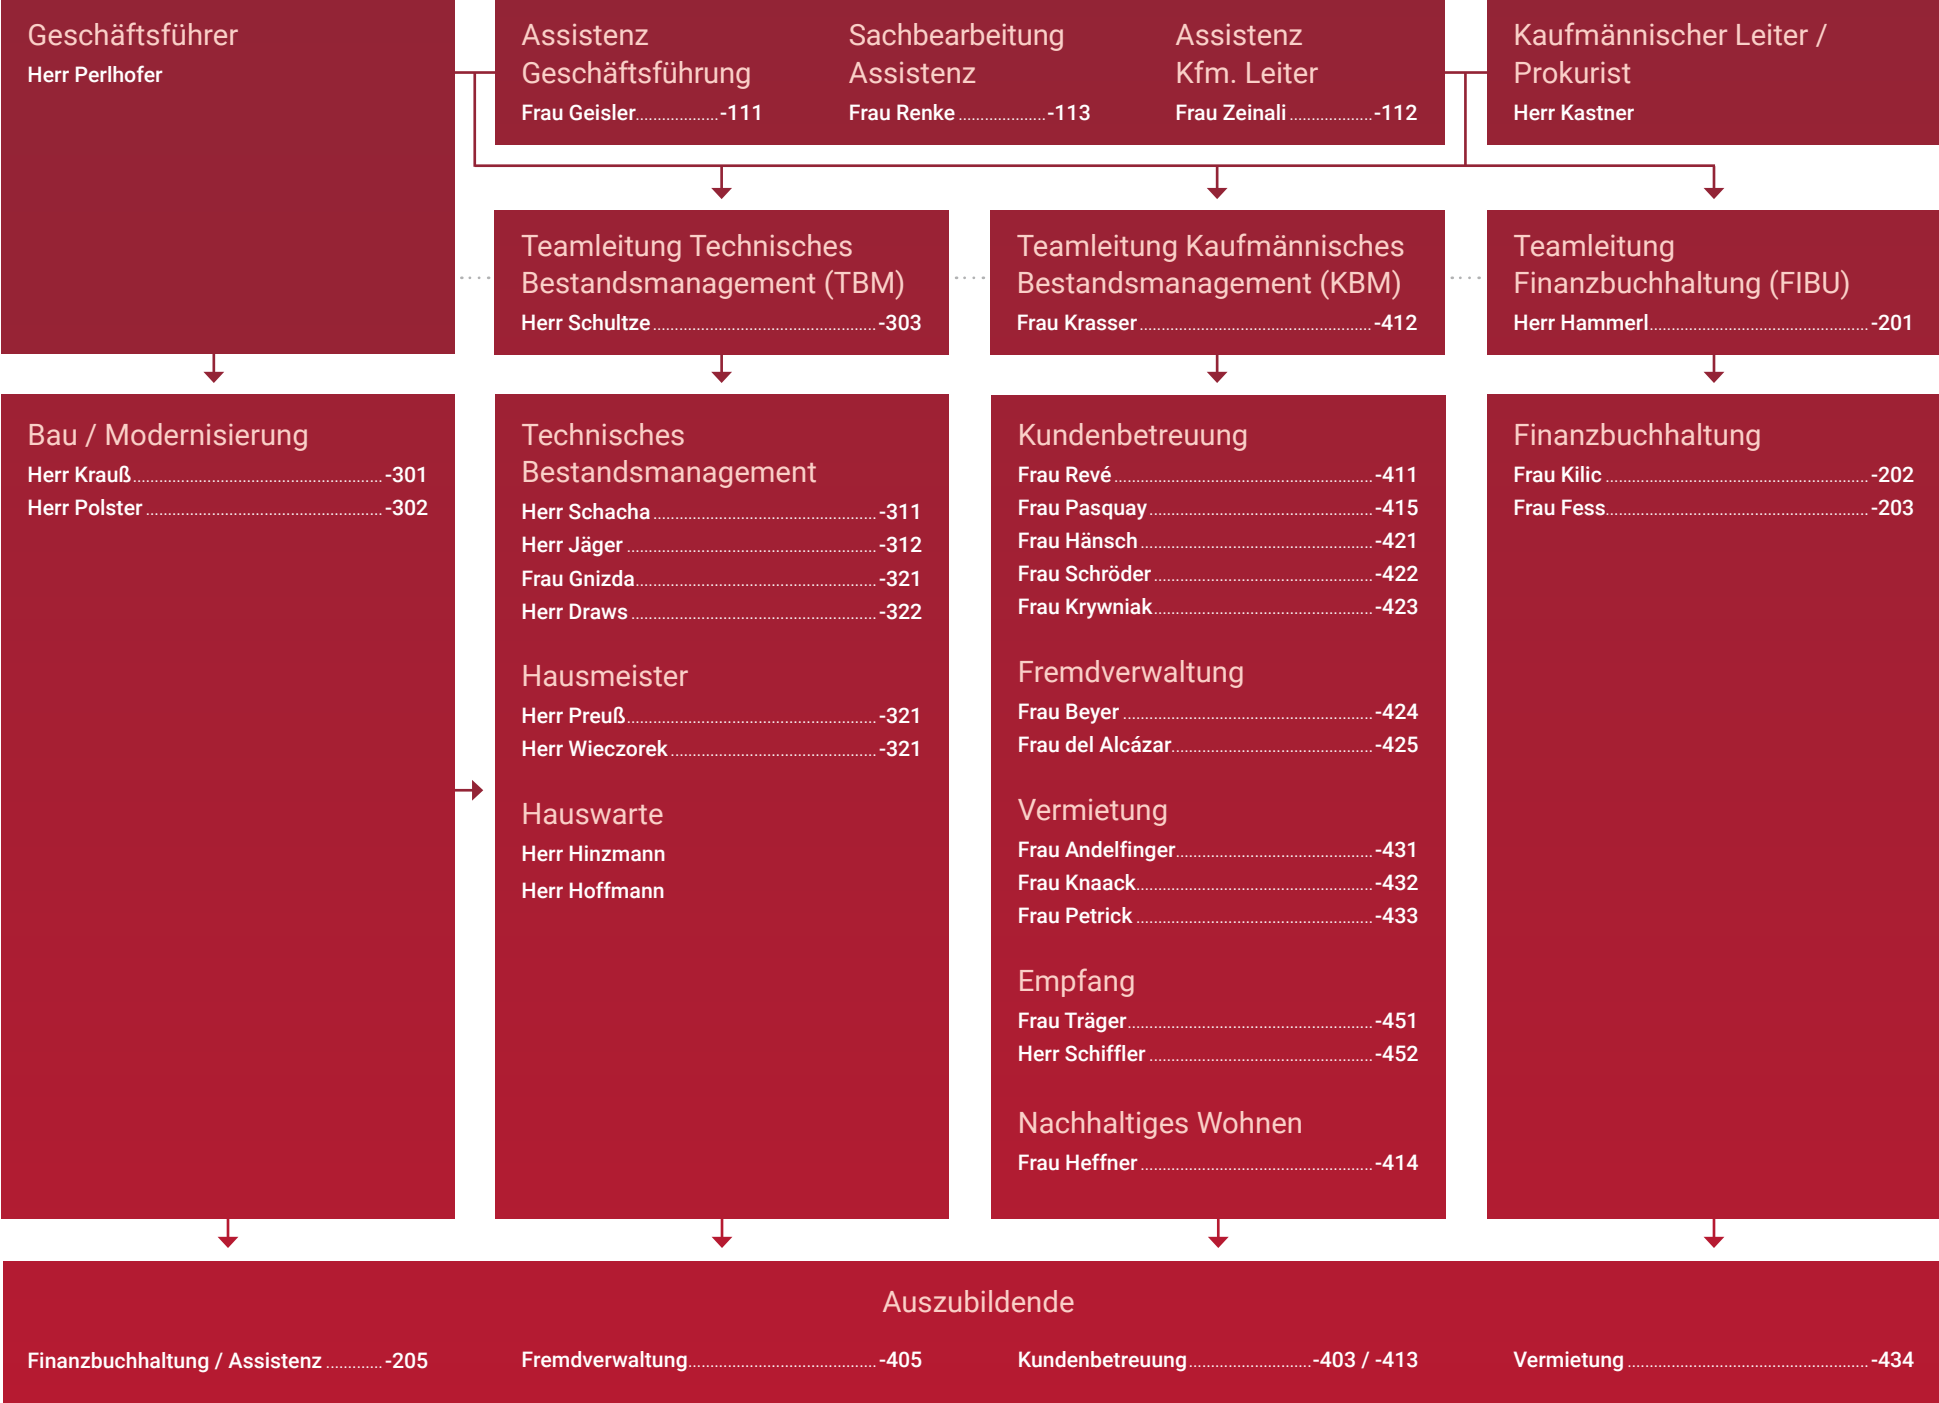 Geschäftsführer
Herr Perlhofer
Assistenz
Geschäftsführung
Frau Geisler...................-111
Sachbearbeitung
Assistenz
Frau Renke....................-113
Assistenz
Kfm. Leiter
Frau Zeinali...................-112
Kaufmännischer Leiter /
Prokurist
Herr Kastner
Teamleitung Technisches
Bestandsmanagement (TBM)
Herr Schultze...................-303
Teamleitung Kaufmännisches
Bestandsmanagement (KBM)
Frau Krasser...................-412
Teamleitung
Finanzbuchhaltung (FIBU)
Herr Hammerl...................-201
Bau / Modernisierung
Herr Krauß...................-301
Herr Polster...................-302
Technisches
Bestandsmanagement
Herr Schacha...................-311
Herr Jäger...................-312
Frau Gnizda...................-321
Herr Draws...................-322
Hausmeister
Herr Preuß...................-321
Herr Wieczorek...................-321
Hauswarte
Herr Hinzmann
Herr Hoffmann
Kundenbetreuung
Frau Revé...................-411
Frau Pasquay...................-415
Frau Hänsch...................-421
Frau Schröder...................-422
Frau Krywniak...................-423
Fremdverwaltung
Frau Beyer...................-424
Frau del Alcázar...................-425
Vermietung
Frau Andelfinger...................-431
Frau Knaack...................-432
Frau Petrick...................-433
Empfang
Frau Träger...................-451
Herr Schiffler...................-452
Nachhaltiges Wohnen
Frau Heffner...................-414
Finanzbuchhaltung
Frau Kilic...................-202
Frau Fess...................-203
Auszubildende
Finanzbuchhaltung / Assistenz.............-205
Fremdverwaltung...................-405
Kundenbetreuung...................-403 / -413
Vermietung...................-434